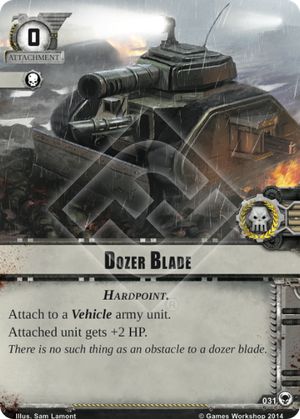 0
ATTACHMENT
DOZER BLADE
HARDPOINT.
Attach to a Vehicle army unit.
Attached unit gets +2 HP.
There is no such thing as an obstacle to a dozer blade.
031
Illus. Sam Lamont
© Games Workshop 2014